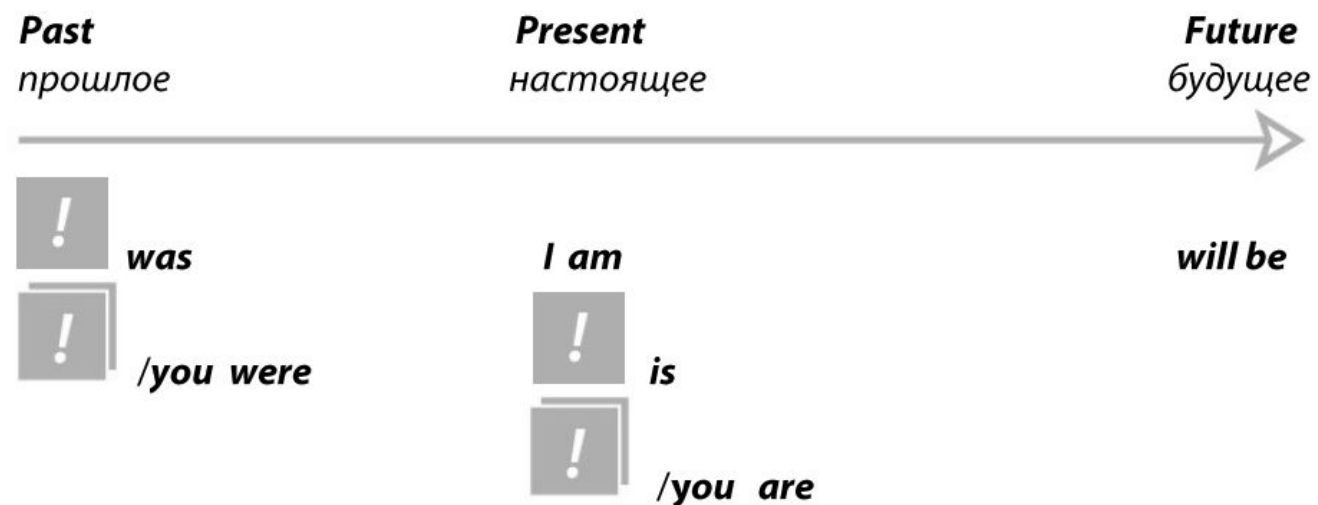 Past Present Future
прошлое настоящее будущее
!
was I am will be
! !
/you were is
!
/you are